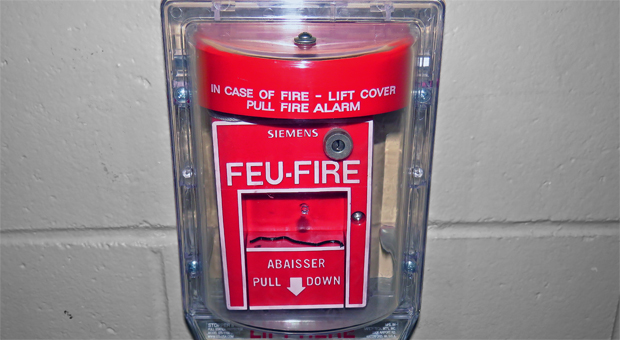 IN CASE OF FIRE - LIFT COVER
PULL FIRE ALARM
SIEMENS
FEU-FIRE
ABAISSER
PULL DOWN